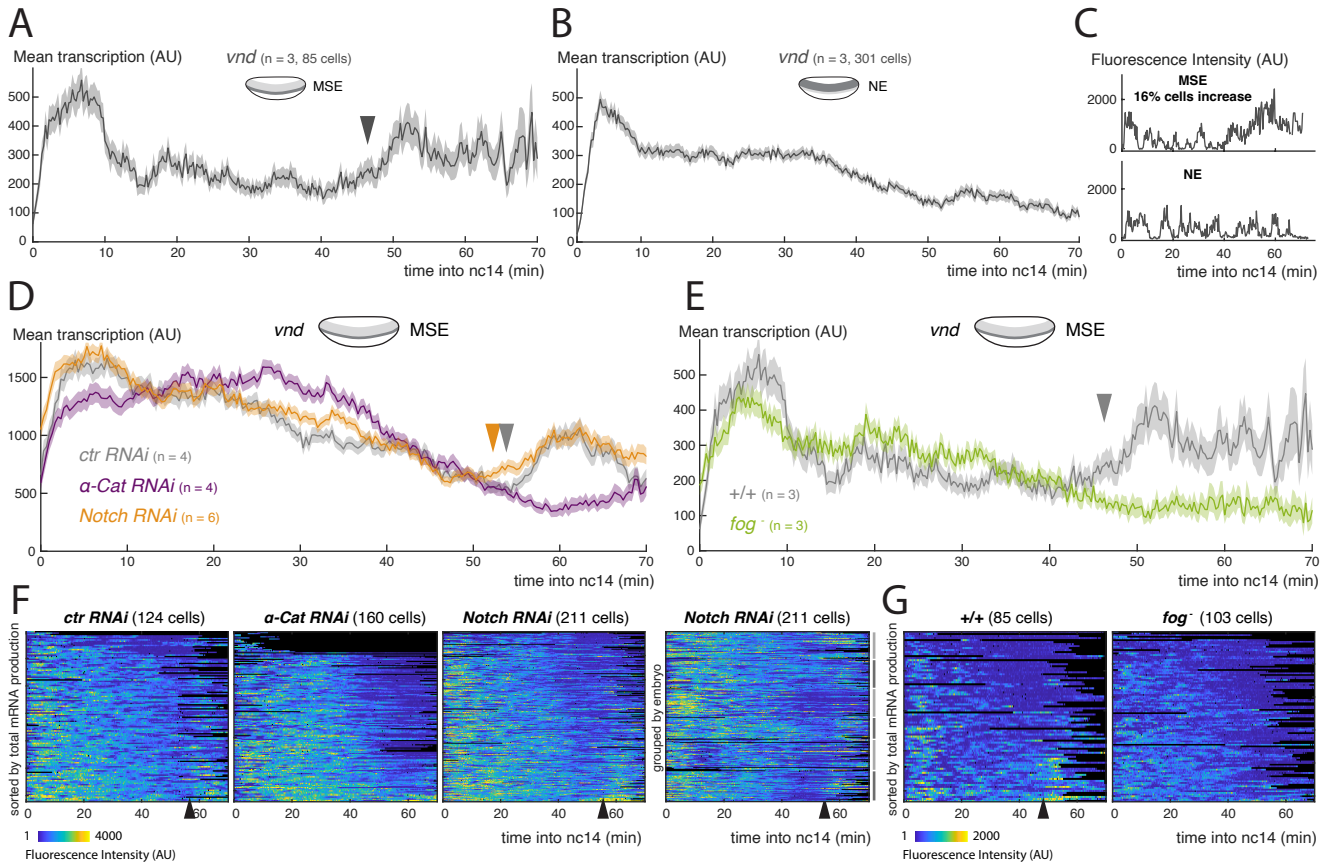 A
Mean transcription (AU)
vnd (n = 3, 85 cells)
MSE
500
400
300
200
100
0
0 10 20 30 40 50 60 70
time into nc14 (min)
B
Mean transcription (AU)
vnd (n = 3, 301 cells)
NE
500
400
300
200
100
0
0 10 20 30 40 50 60 70
time into nc14 (min)
C
Fluorescence Intensity (AU)
MSE
16% cells increase
2000
0
0 20 40 60
NE
2000
0
0 20 40 60
time into nc14 (min)
D
Mean transcription (AU)
vnd MSE
1500
1000
500
0
ctr RNAi (n = 4)
α-Cat RNAi (n = 4)
Notch RNAi (n = 6)
0 10 20 30 40 50 60 70
time into nc14 (min)
E
Mean transcription (AU)
vnd MSE
500
400
300
200
100
0
+/+ (n = 3)
fog - (n = 3)
0 10 20 30 40 50 60 70
time into nc14 (min)
F
ctr RNAi (124 cells)
α-Cat RNAi (160 cells)
Notch RNAi (211 cells)
Notch RNAi (211 cells)
sorted by total mRNA production
grouped by embryo
0 20 40 60
0 20 40 60
0 20 40 60
0 20 40 60
time into nc14 (min)
time into nc14 (min)
1 4000
Fluorescence Intensity (AU)
G
+/+ (85 cells)
fog - (103 cells)
sorted by total mRNA production
0 20 40 60
0 20 40 60
time into nc14 (min)
1 2000
Fluorescence Intensity (AU)